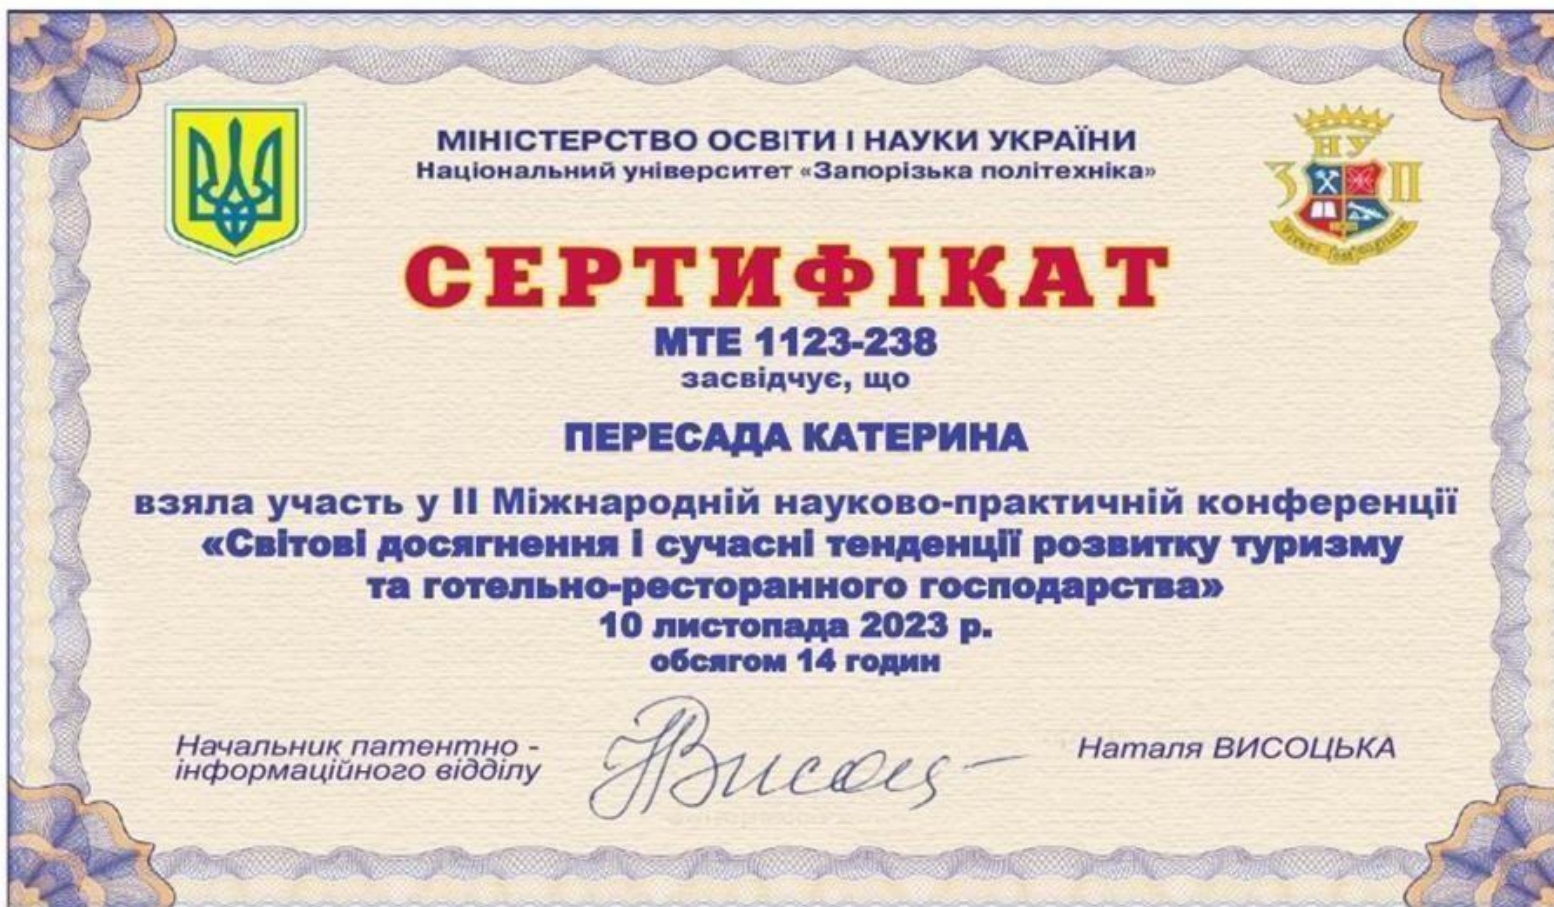 МІНІСТЕРСТВО ОСВІТИ І НАУКИ УКРАЇНИ
Національний університет «Запорізька політехніка»
НУ
З П
СЕРТИФІКАТ
МТЕ 1123-238
засвідчує, що
ПЕРЕСАДА КАТЕРИНА
взяла участь у ІІ Міжнародній науково-практичній конференції
«Світові досягнення і сучасні тенденції розвитку туризму
та готельно-ресторанного господарства»
10 листопада 2023 р.
обсягом 14 годин
Начальник патентно -
інформаційного відділу
Наталя ВИСОЦЬКА